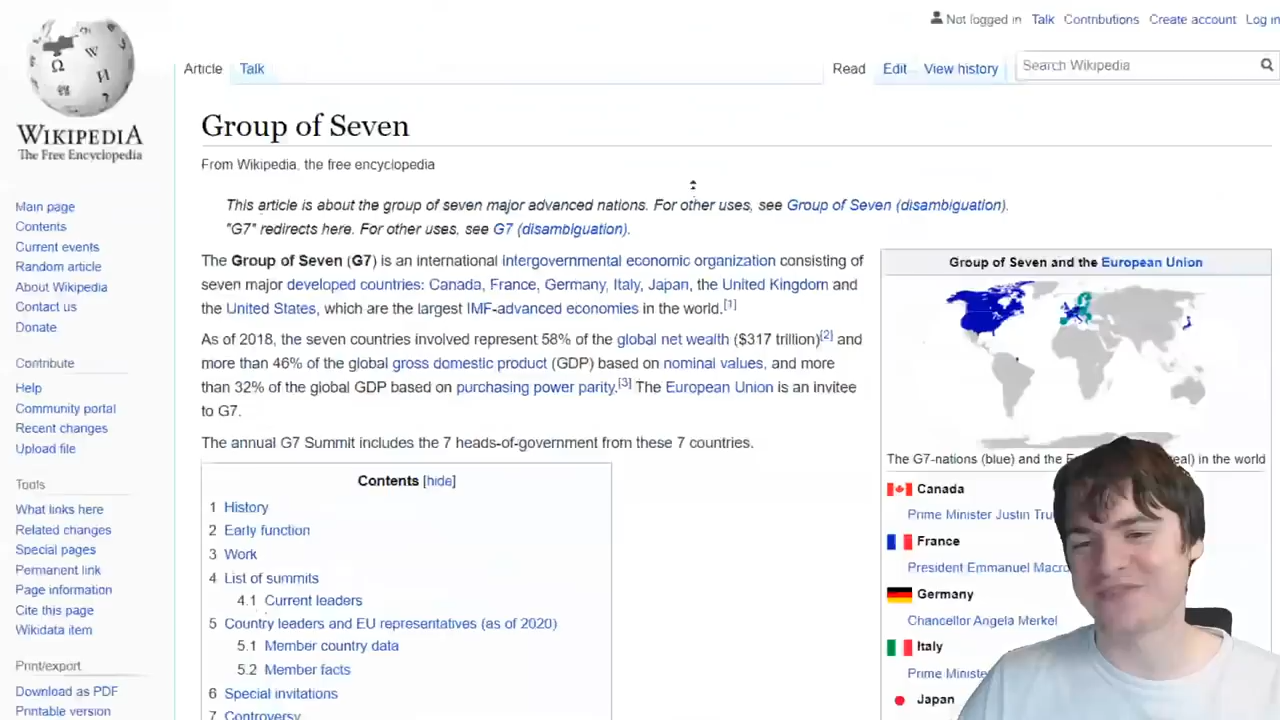 Not logged in Talk Contributions Create account Log in
Article Talk Read Edit View history Search Wikipedia
WIKIPEDIA
The Free Encyclopedia
Main page
Contents
Current events
Random article
About Wikipedia
Contact us
Donate
Contribute
Help
Community portal
Recent changes
Upload file
Tools
What links here
Related changes
Special pages
Permanent link
Page information
Cite this page
Wikidata item
Print/export
Download as PDF
Printable version
Group of Seven
From Wikipedia, the free encyclopedia
This article is about the group of seven major advanced nations. For other uses, see Group of Seven (disambiguation).
"G7" redirects here. For other uses, see G7 (disambiguation).
The Group of Seven (G7) is an international intergovernmental economic organization consisting of
seven major developed countries: Canada, France, Germany, Italy, Japan, the United Kingdom and
the United States, which are the largest IMF-advanced economies in the world.[1]
As of 2018, the seven countries involved represent 58% of the global net wealth ($317 trillion)[2] and
more than 46% of the global gross domestic product (GDP) based on nominal values, and more
than 32% of the global GDP based on purchasing power parity.[3] The European Union is an invitee
to G7.
The annual G7 Summit includes the 7 heads-of-government from these 7 countries.
Contents [hide]
1 History
2 Early function
3 Work
4 List of summits
4.1 Current leaders
5 Country leaders and EU representatives (as of 2020)
5.1 Member country data
5.2 Member facts
6 Special invitations
7 Controversy
Group of Seven and the European Union
The G7-nations (blue) and the in the world
Canada
Prime Minister Justin
France
President Emmanuel
Germany
Chancellor Angela Merkel
Italy
Prime
Japan